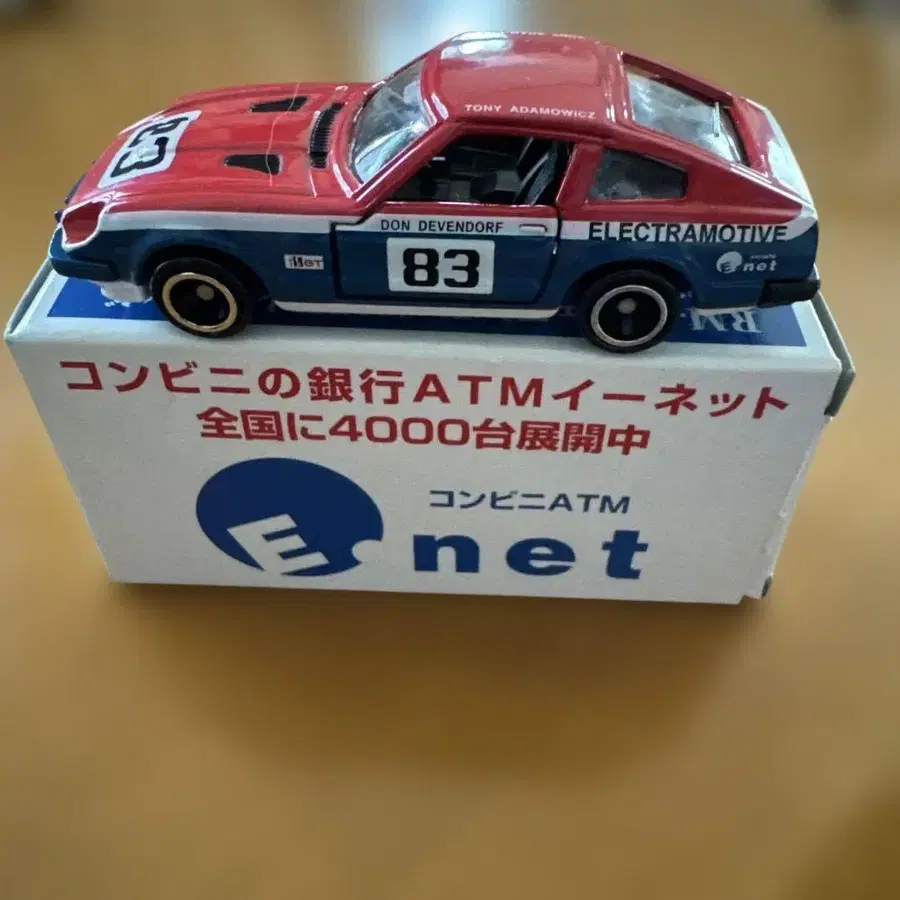 TONY ADAMOWICZ
83
DON DEVENDORF
ELECTRAMOTIVE
83
GT
E net
RM
コンビニの銀行ATMイーネット
全国に4000台展開中
コンビニATM
E net